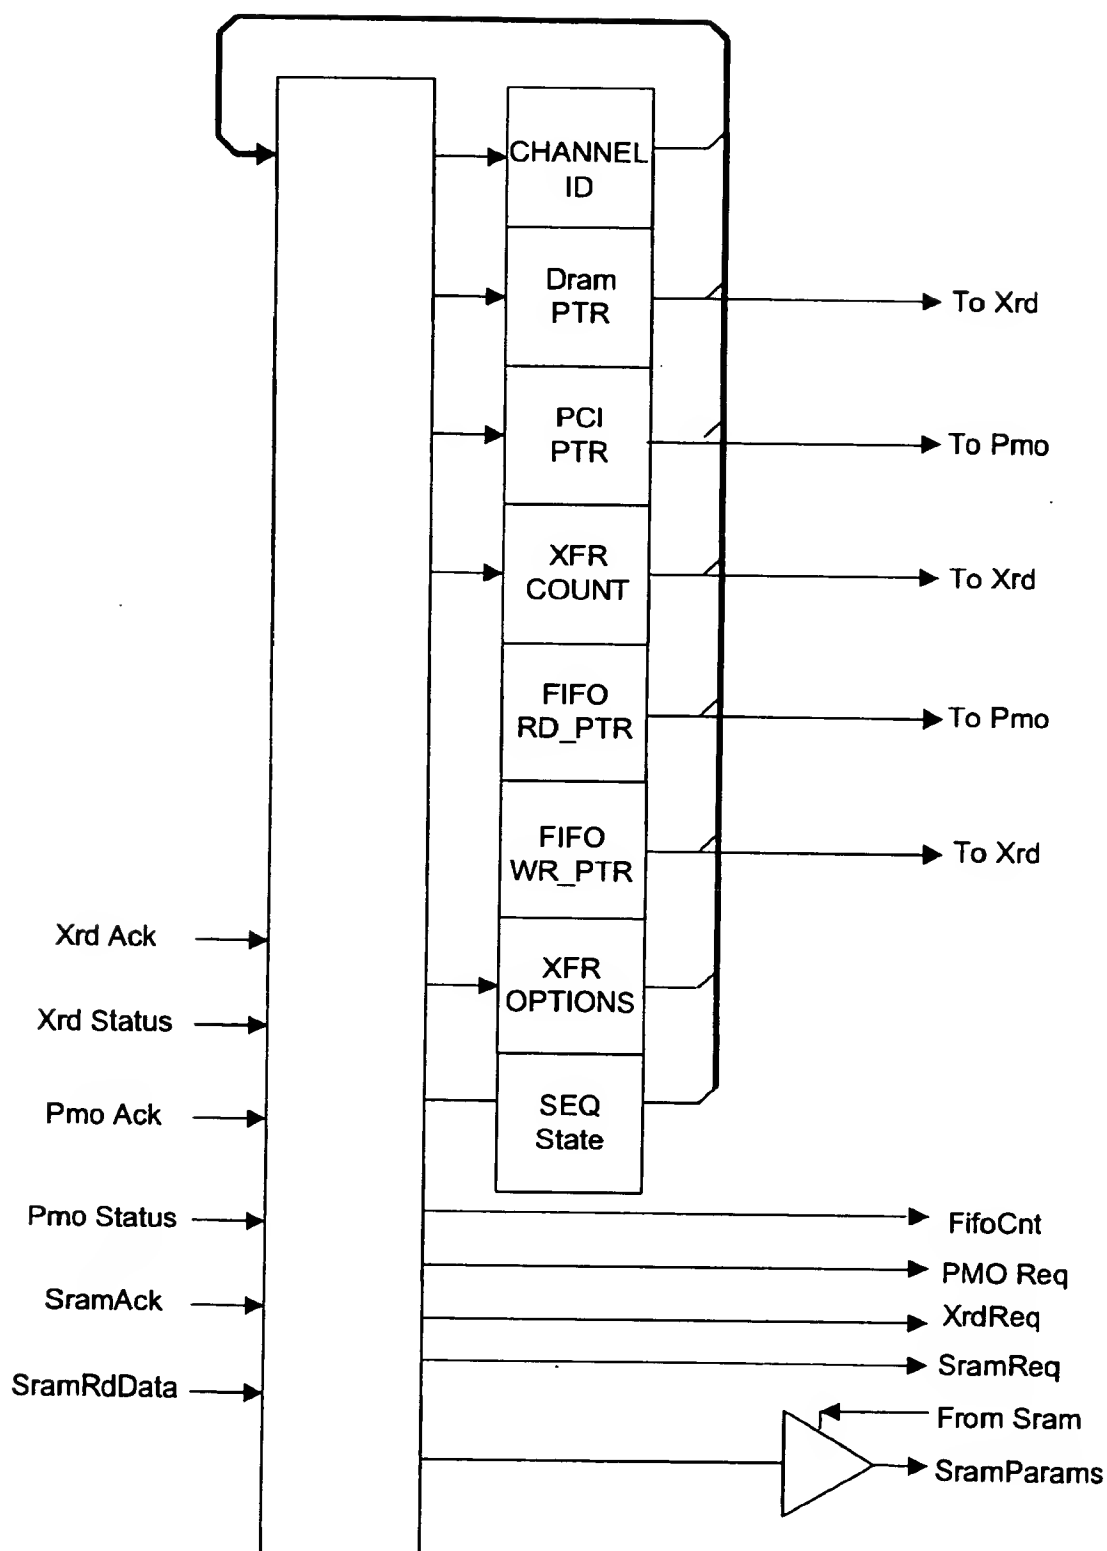 CHANNEL
ID
Dram
PTR
To Xrd
PCI
PTR
To Pmo
XFR
COUNT
To Xrd
FIFO
RD_PTR
To Pmo
FIFO
WR_PTR
To Xrd
Xrd Ack
XFR
OPTIONS
Xrd Status
Pmo Ack
SEQ
State
Pmo Status
FifoCnt
PMO Req
SramAck
XrdReq
SramReq
SramRdData
From Sram
SramParams